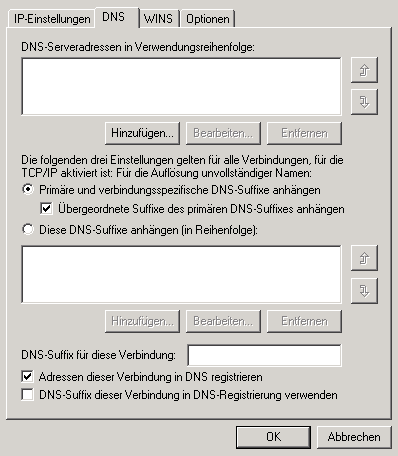 IP-Einstellungen DNS WINS Optionen
DNS-Serveradressen in Verwendungsreihenfolge:
Hinzufügen... Bearbeiten... Entfernen
Die folgenden drei Einstellungen gelten für alle Verbindungen, für die
TCP/IP aktiviert ist: Für die Auflösung unvollständiger Namen:
Primäre und verbindungsspezifische DNS-Suffixe anhängen
Übergeordnete Suffixe des primären DNS-Suffixes anhängen
Diese DNS-Suffixe anhängen (in Reihenfolge):
Hinzufügen... Bearbeiten... Entfernen
DNS-Suffix für diese Verbindung:
Adressen dieser Verbindung in DNS registrieren
DNS-Suffix dieser Verbindung in DNS-Registrierung verwenden
OK Abbrechen